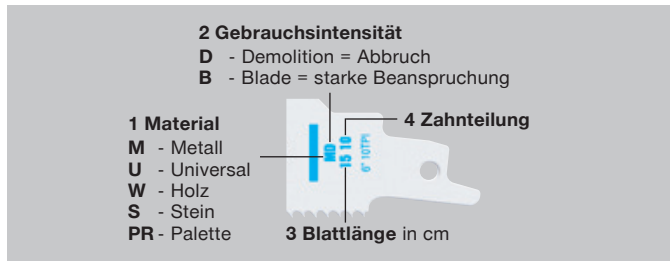 2 Gebrauchsintensität
D - Demolition = Abbruch
B - Blade = starke Beanspruchung
1 Material
M - Metall
U - Universal
W - Holz
S - Stein
PR - Palette
4 Zahnteilung
MD
15 10
6" 10TPI
3 Blattlänge in cm